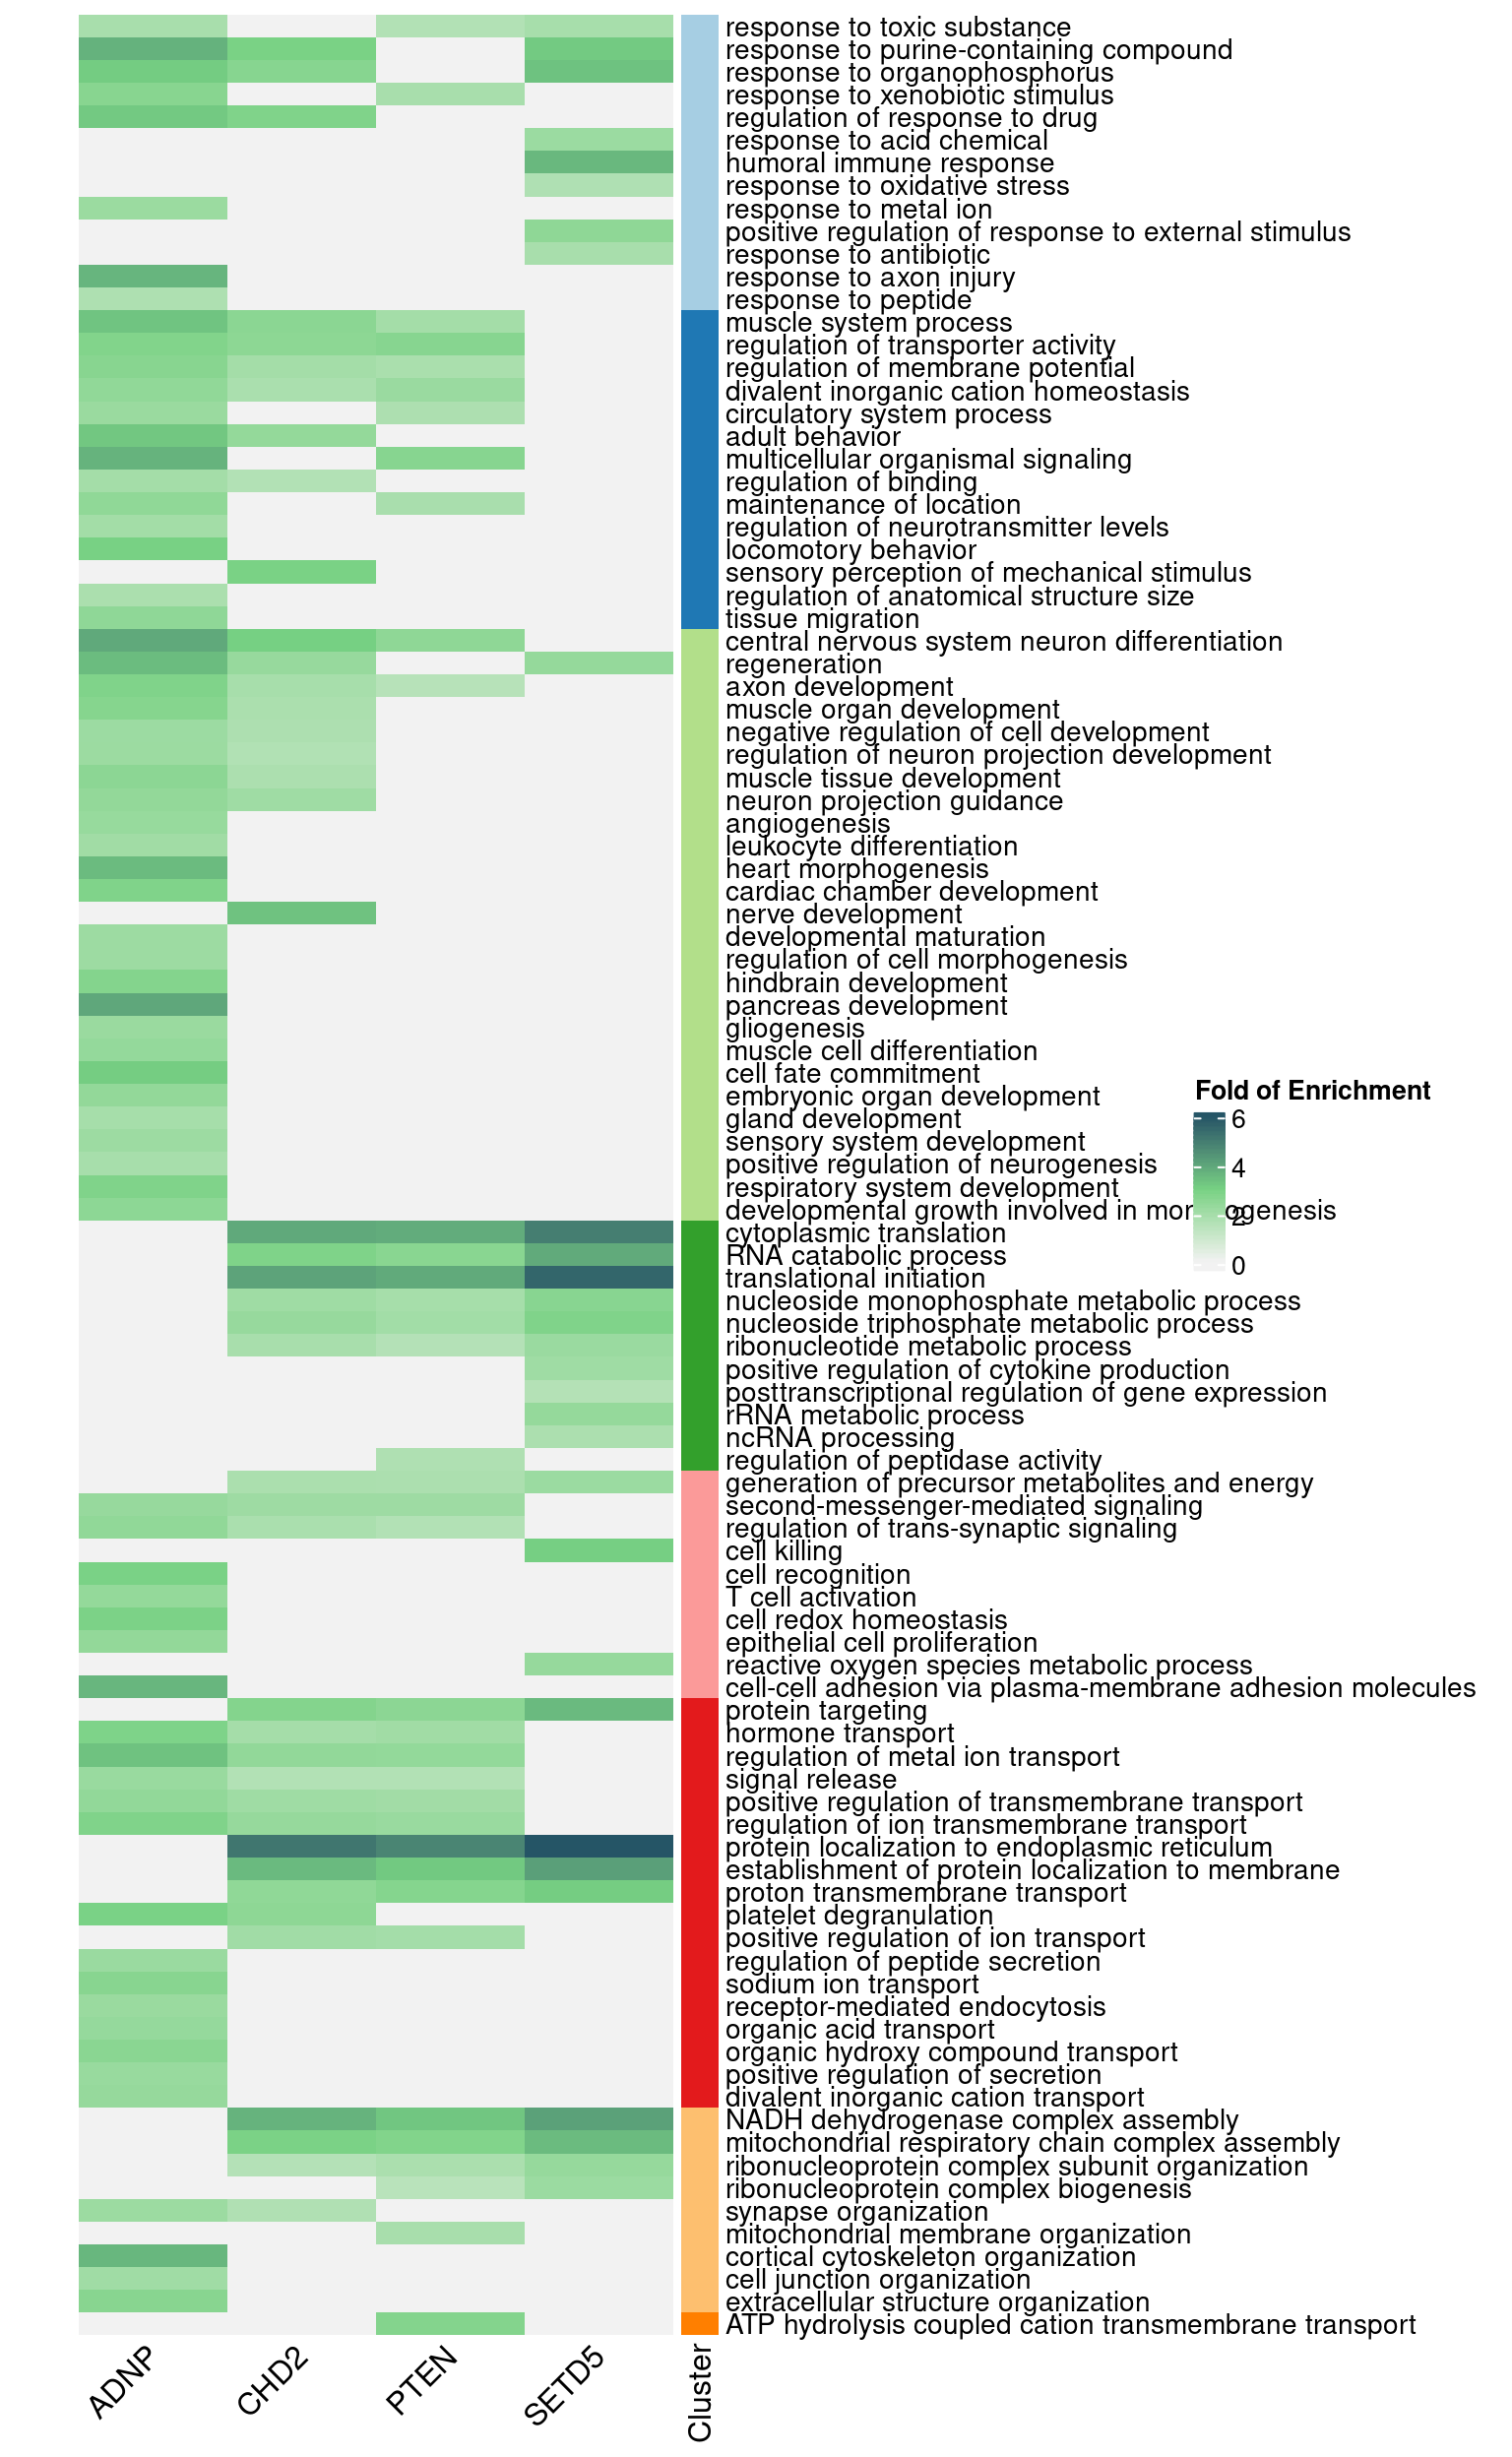 response to toxic substance
response to purine-containing compound
response to organophosphorus
response to xenobiotic stimulus
regulation of response to drug
response to acid chemical
humoral immune response
response to oxidative stress
response to metal ion
positive regulation of response to external stimulus
response to antibiotic
response to axon injury
response to peptide
muscle system process
regulation of transporter activity
regulation of membrane potential
divalent inorganic cation homeostasis
circulatory system process
adult behavior
multicellular organismal signaling
regulation of binding
maintenance of location
regulation of neurotransmitter levels
locomotory behavior
sensory perception of mechanical stimulus
regulation of anatomical structure size
tissue migration
central nervous system neuron differentiation
regeneration
axon development
muscle organ development
negative regulation of cell development
regulation of neuron projection development
muscle tissue development
neuron projection guidance
angiogenesis
leukocyte differentiation
heart morphogenesis
cardiac chamber development
nerve development
developmental maturation
regulation of cell morphogenesis
hindbrain development
pancreas development
gliogenesis
muscle cell differentiation
cell fate commitment
embryonic organ development
gland development
sensory system development
positive regulation of neurogenesis
respiratory system development
developmental growth involved in morphogenesis
cytoplasmic translation
RNA catabolic process
translational initiation
nucleoside monophosphate metabolic process
nucleoside triphosphate metabolic process
ribonucleotide metabolic process
positive regulation of cytokine production
posttranscriptional regulation of gene expression
rRNA metabolic process
ncRNA processing
regulation of peptidase activity
generation of precursor metabolites and energy
second-messenger-mediated signaling
regulation of trans-synaptic signaling
cell killing
cell recognition
T cell activation
cell redox homeostasis
epithelial cell proliferation
reactive oxygen species metabolic process
cell-cell adhesion via plasma-membrane adhesion molecules
protein targeting
hormone transport
regulation of metal ion transport
signal release
positive regulation of transmembrane transport
regulation of ion transmembrane transport
protein localization to endoplasmic reticulum
establishment of protein localization to membrane
proton transmembrane transport
platelet degranulation
positive regulation of ion transport
regulation of peptide secretion
sodium ion transport
receptor-mediated endocytosis
organic acid transport
organic hydroxy compound transport
positive regulation of secretion
divalent inorganic cation transport
NADH dehydrogenase complex assembly
mitochondrial respiratory chain complex assembly
ribonucleoprotein complex subunit organization
ribonucleoprotein complex biogenesis
synapse organization
mitochondrial membrane organization
cortical cytoskeleton organization
cell junction organization
extracellular structure organization
ATP hydrolysis coupled cation transmembrane transport
Fold of Enrichment
6
4
2
0
ADNP
CHD2
PTEN
SETD5
Cluster